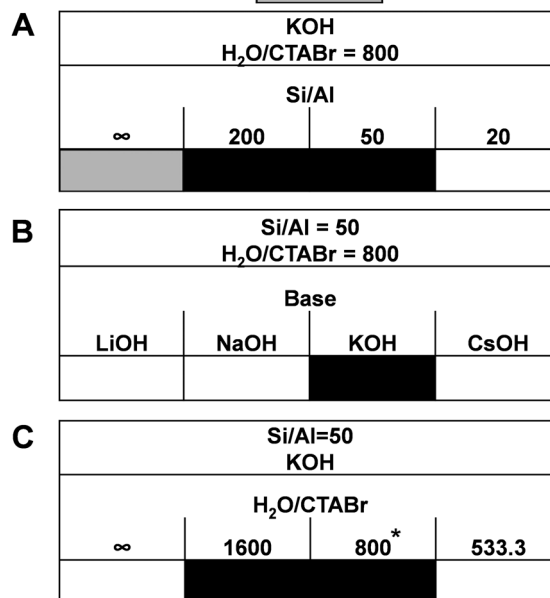 A
KOH
H₂O/CTABr = 800
Si/Al
∞ 200 50 20
B
Si/Al = 50
H₂O/CTABr = 800
Base
LiOH NaOH KOH CsOH
C
Si/Al=50
KOH
H₂O/CTABr
∞ 1600 800* 533.3